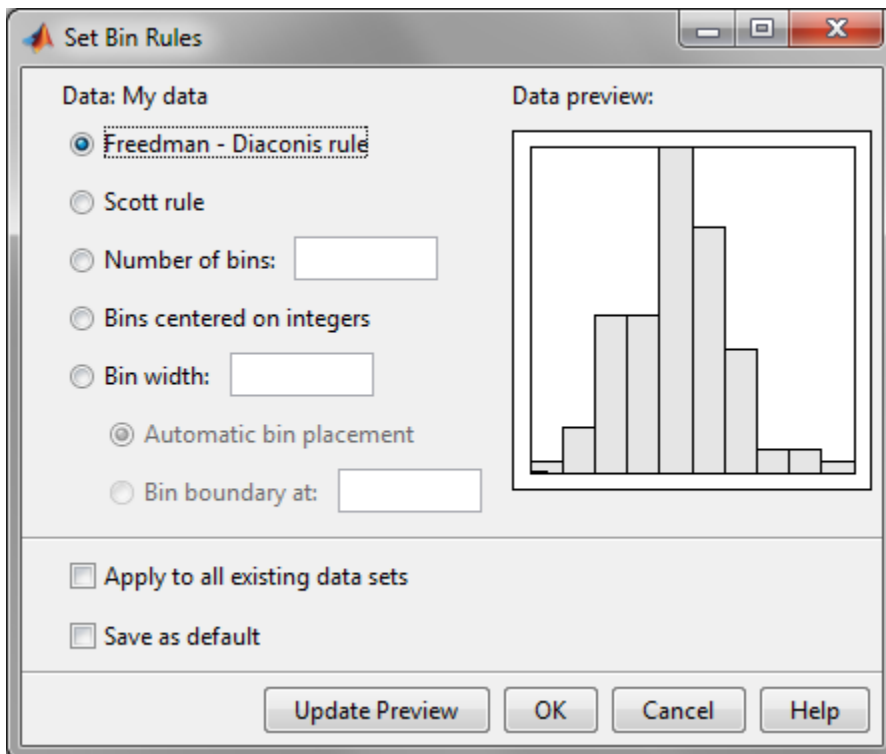 Set Bin Rules
Data: My data
Data preview:
Freedman - Diaconis rule
Scott rule
Number of bins:
Bins centered on integers
Bin width:
Automatic bin placement
Bin boundary at:
Apply to all existing data sets
Save as default
Update Preview
OK
Cancel
Help